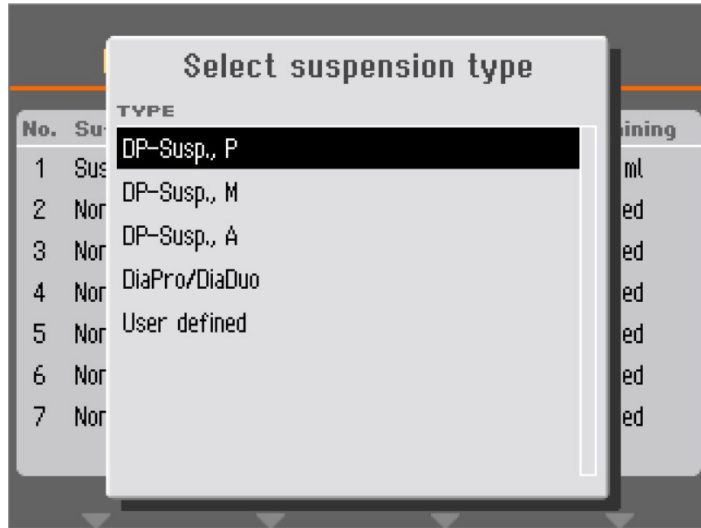 Select suspension type
TYPE
No.
ining
DP-Susp., P
1
ml
DP-Susp., M
2
ed
DP-Susp., A
3
ed
DiaPro/DiaDuo
4
ed
User defined
5
ed
6
ed
7
ed